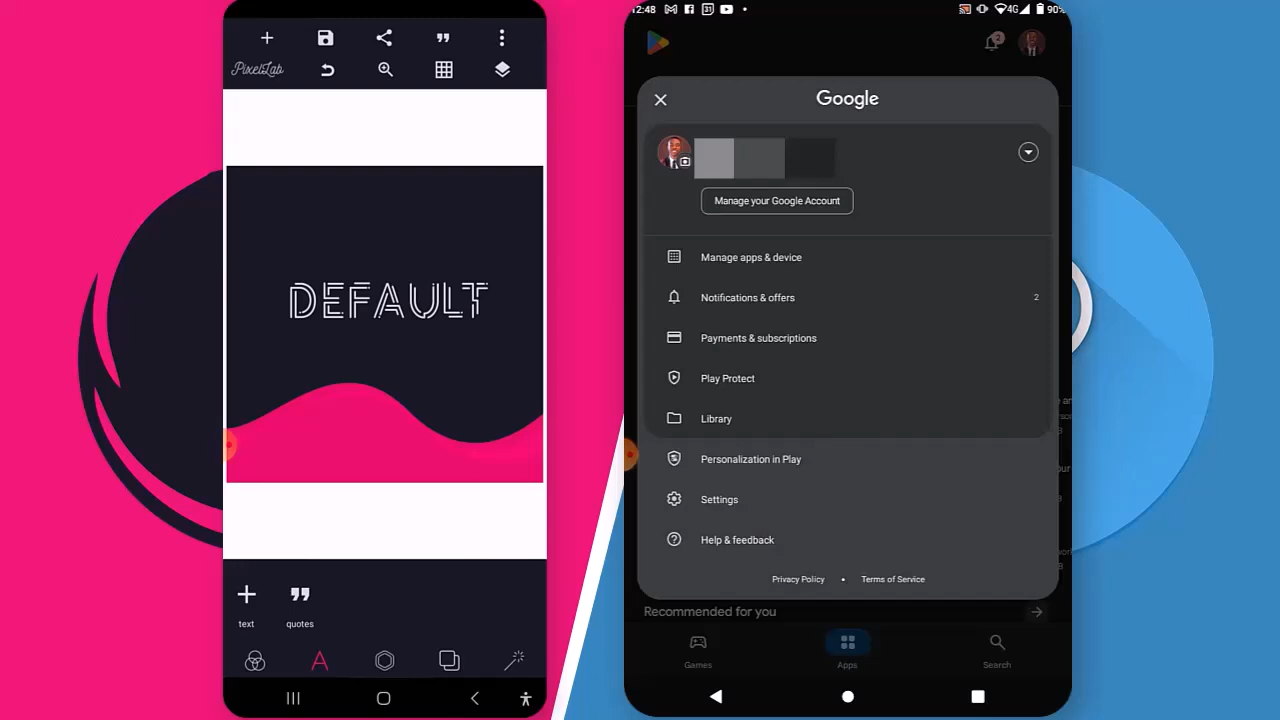 PixelLab
DEFAULT
text
quotes
12:48
31
4G
90%
2
Google
Manage your Google Account
Manage apps & device
Notifications & offers
2
Payments & subscriptions
Play Protect
Library
Personalization in Play
Settings
Help & feedback
Privacy Policy • Terms of Service
Recommended for you
Games
Apps
Search